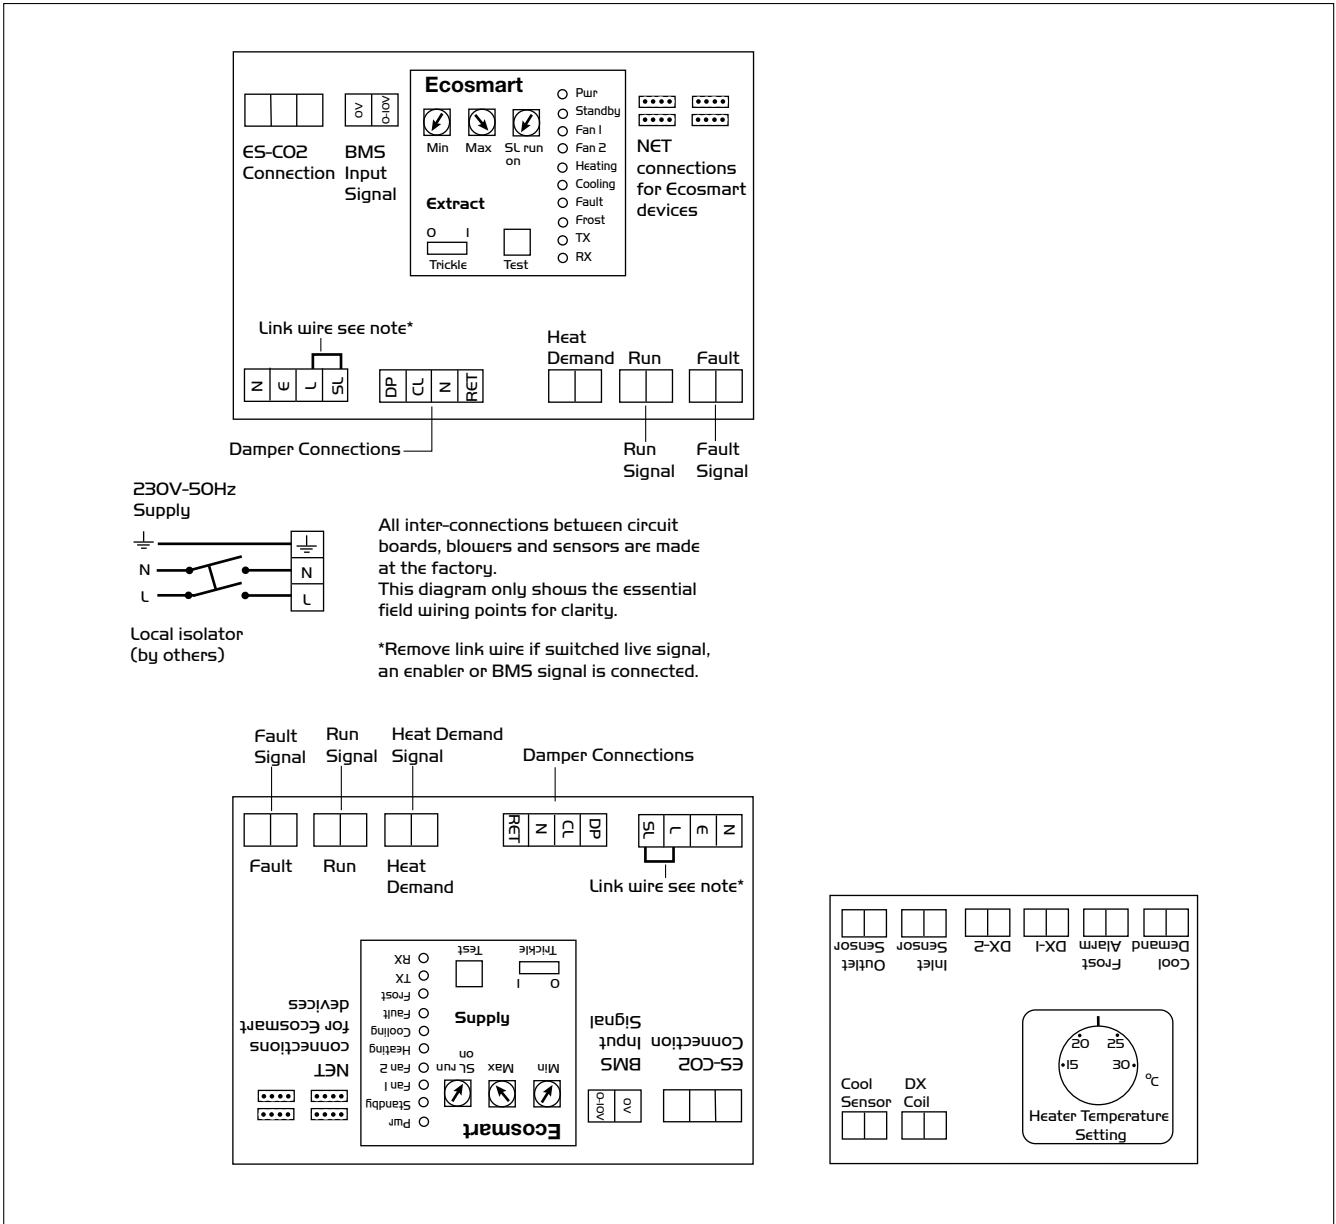 Ecosmart
Pwr
Standby
Fan 1
Fan 2
Heating
Cooling
Fault
Frost
TX
RX
0V
0-10V
Min
Max
SL run
on
ES-CO2
Connection
BMS
Input
Signal
NET
connections
for Ecosmart
devices
Extract
O I
Trickle
Test
Link wire see note*
N E L SL
DP CL N RET
Heat
Demand
Run
Fault
Damper Connections
Run
Signal
Fault
Signal
230V-50Hz
Supply
N
L
N
L
Local isolator
(by others)
All inter-connections between circuit
boards, blowers and sensors are made
at the factory.
This diagram only shows the essential
field wiring points for clarity.
*Remove link wire if switched live signal,
an enabler or BMS signal is connected.
Fault
Signal
Run
Signal
Heat Demand
Signal
Damper Connections
RET N CL DP
SL L E N
Fault
Run
Heat
Demand
Link wire see note*
Ecosmart
Pwr
Standby
Fan 1
Fan 2
Heating
Cooling
Fault
Frost
TX
RX
Min
Max
SL run
on
Supply
O I
Trickle
Test
NET
connections
for Ecosmart
devices
BMS
Input
Signal
0V
0-10V
ES-CO2
Connection
Outlet
Sensor
Inlet
Sensor
DX-2
DX-1
Frost
Alarm
Cool
Demand
Cool
Sensor
DX
Coil
15
20
25
30
°C
Heater Temperature
Setting